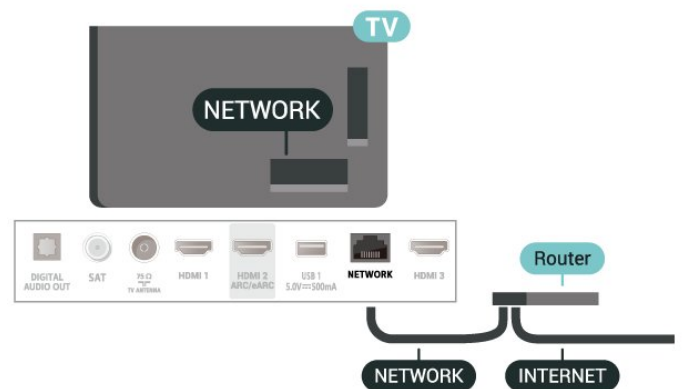 TV
NETWORK
DIGITAL
AUDIO OUT
SAT
75 Ω
TV ANTENNA
HDMI 1
HDMI 2
ARC/eARC
USB 1
5.0V⎓500mA
NETWORK
HDMI 3
Router
NETWORK
INTERNET